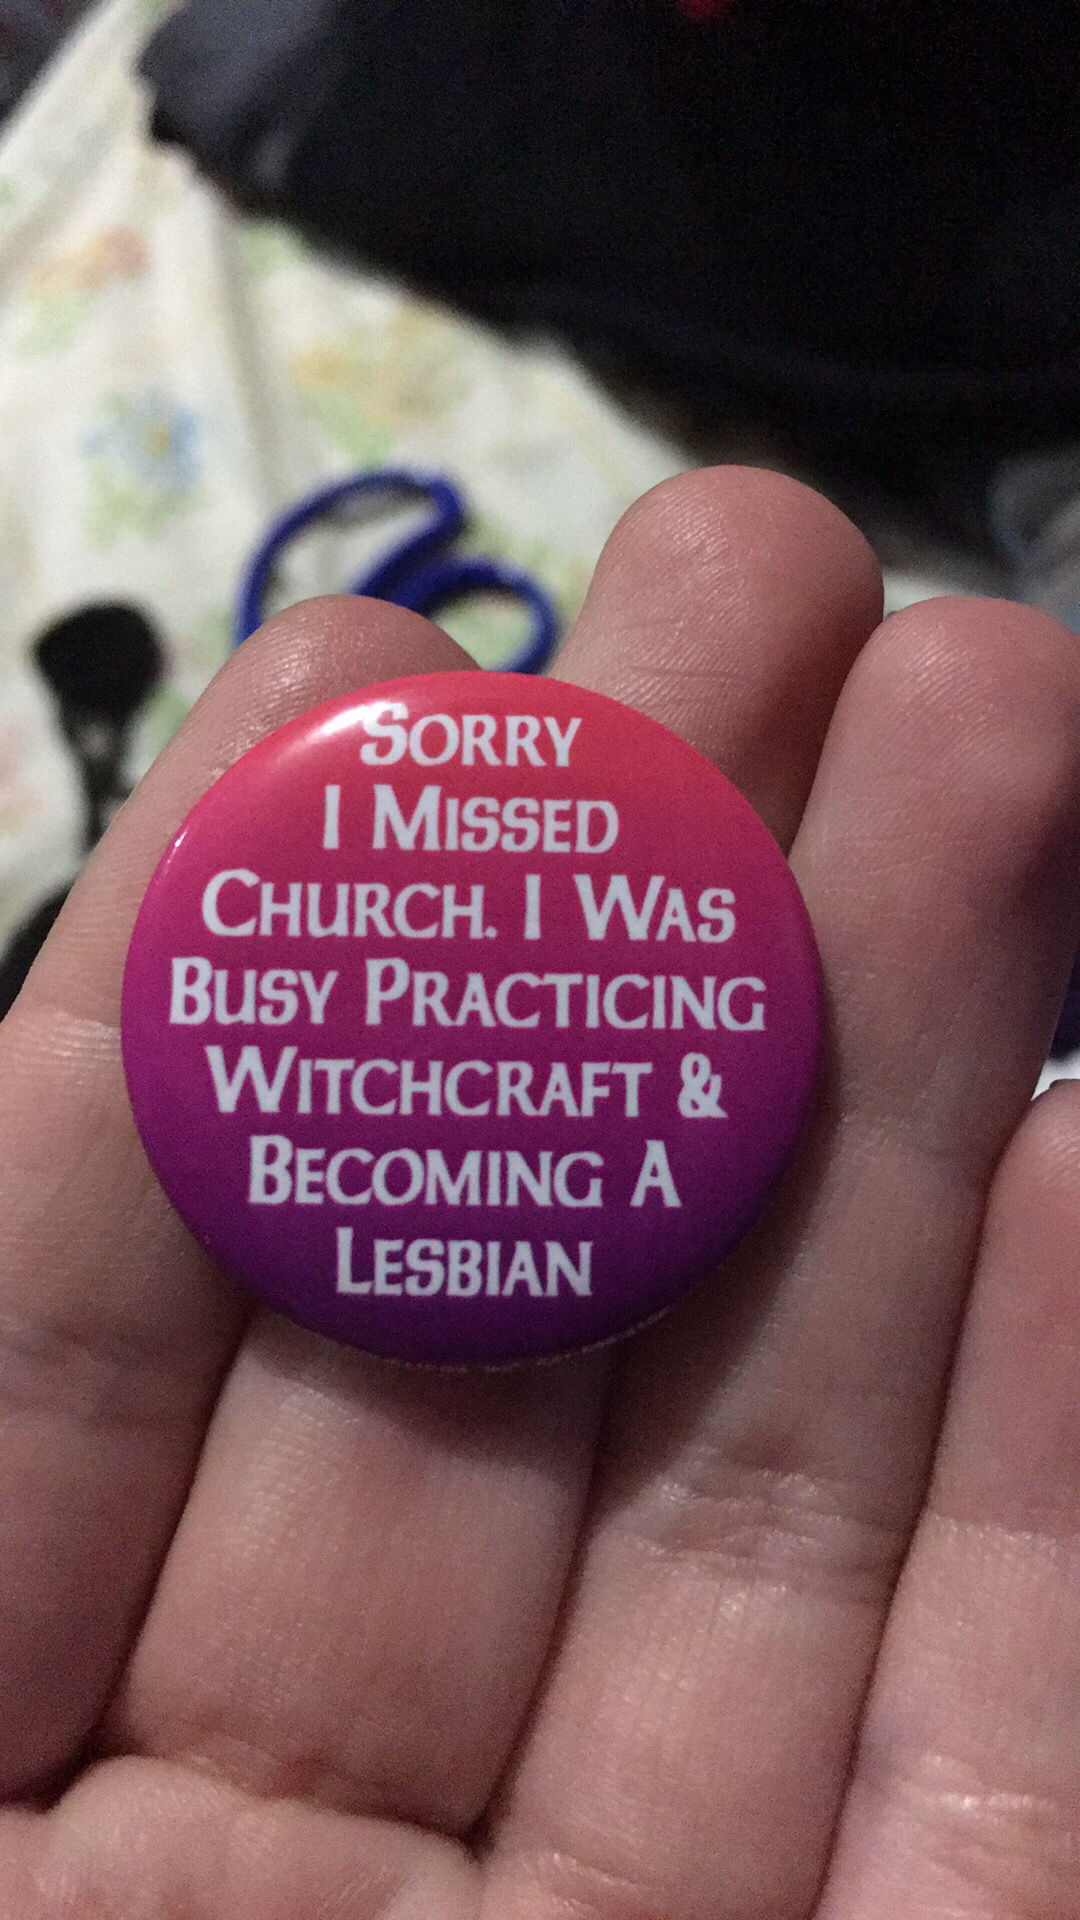 Sorry
I Missed
Church. I Was
Busy Practicing
Witchcraft &
Becoming A
Lesbian